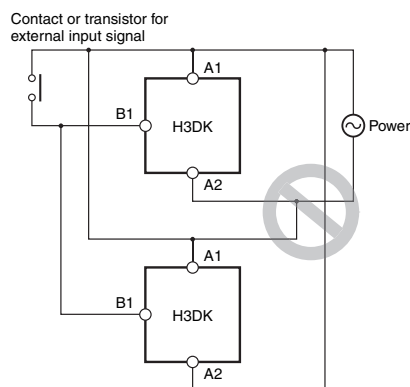 Contact or transistor for
external input signal
A1
B1
H3DK
Power
A2
A1
B1
H3DK
A2